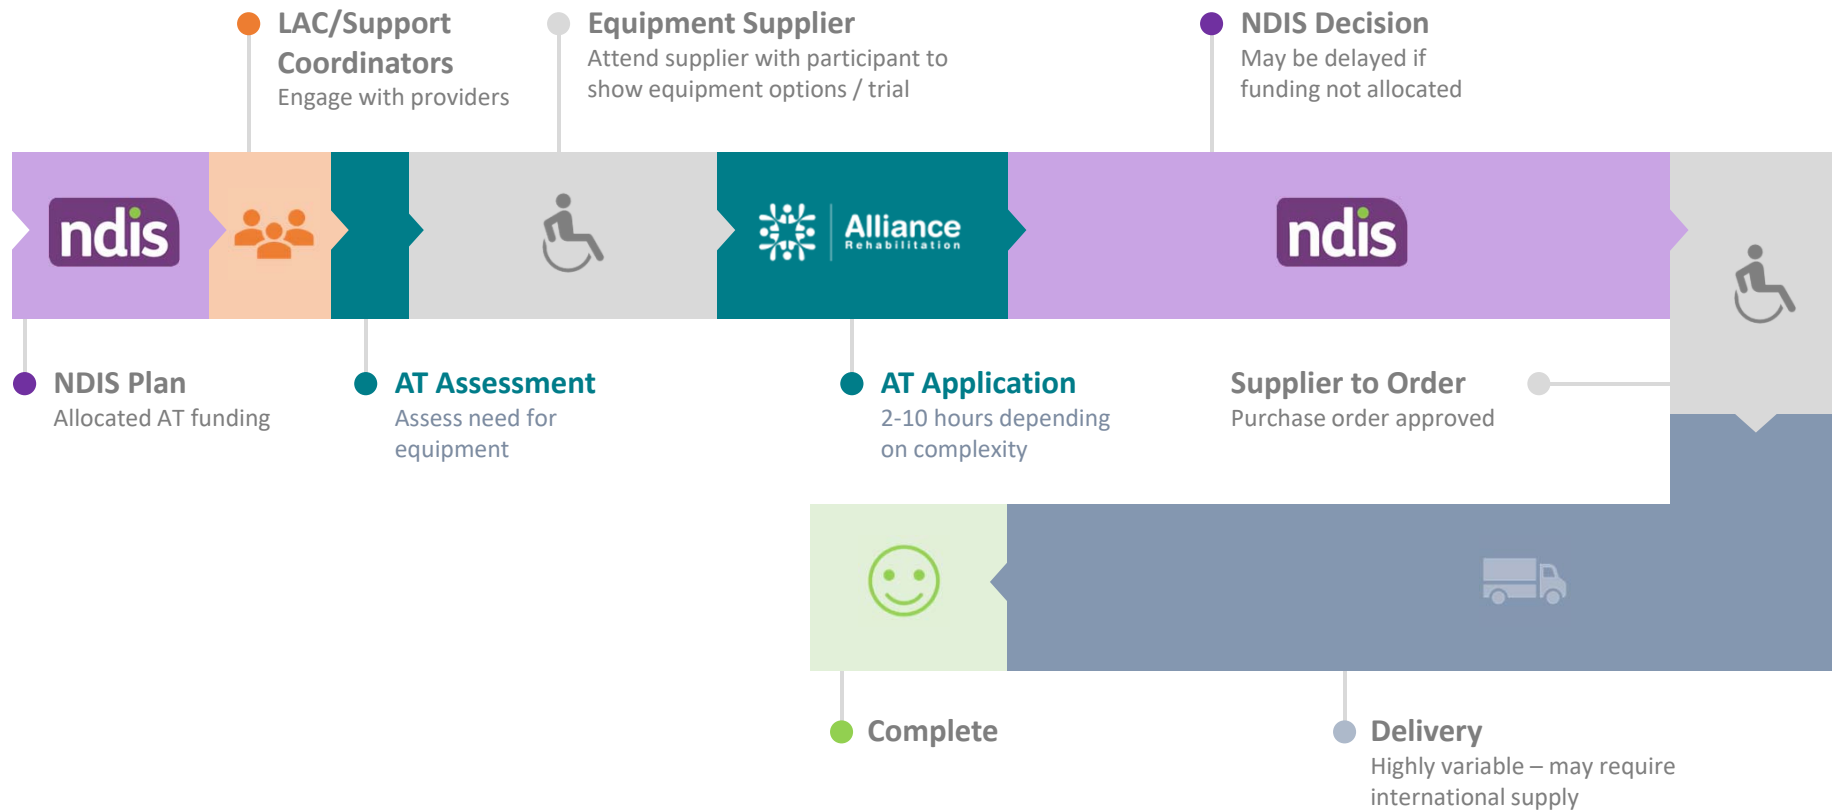 LAC/Support
Coordinators
Engage with providers
Equipment Supplier
Attend supplier with participant to
show equipment options / trial
NDIS Decision
May be delayed if
funding not allocated
ndis
Alliance
Rehabilitation
ndis
NDIS Plan
Allocated AT funding
AT Assessment
Assess need for
equipment
AT Application
2-10 hours depending
on complexity
Supplier to Order
Purchase order approved
Complete
Delivery
Highly variable – may require
international supply